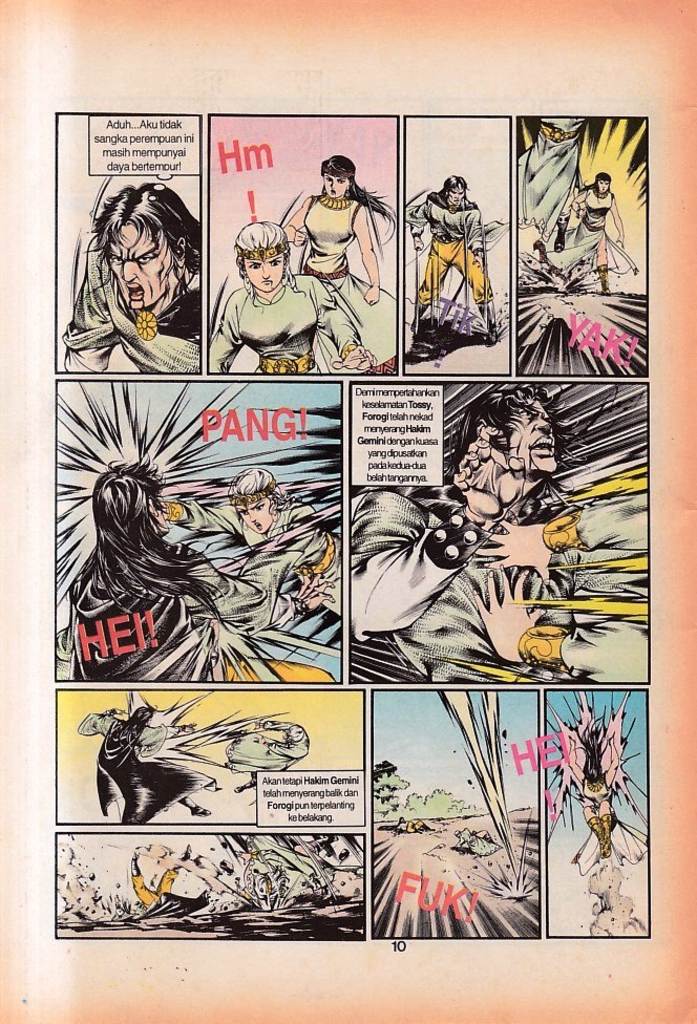 Aduh...Aku tidak
sangka perempuan ini
masih mempunyai
daya bertempur!
Hm
!
TIK
!
YAK!
PANG!
HEI!
Demi mempertahankan
keselamatan Tossy,
Forogi telah nekad
menyerang Hakim
Gemini dengan kuasa
yang dipusatkan
pada kedua-dua
belah tangannya.
Akan tetapi Hakim Gemini
telah menyerang balik dan
Forogi pun terpelanting
ke belakang.
FUK!
HEI
!
10